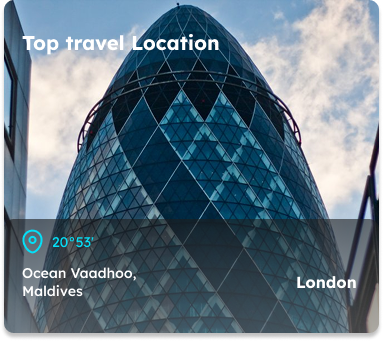 Top travel Location
20°53'
Ocean Vaadhoo,
Maldives
London